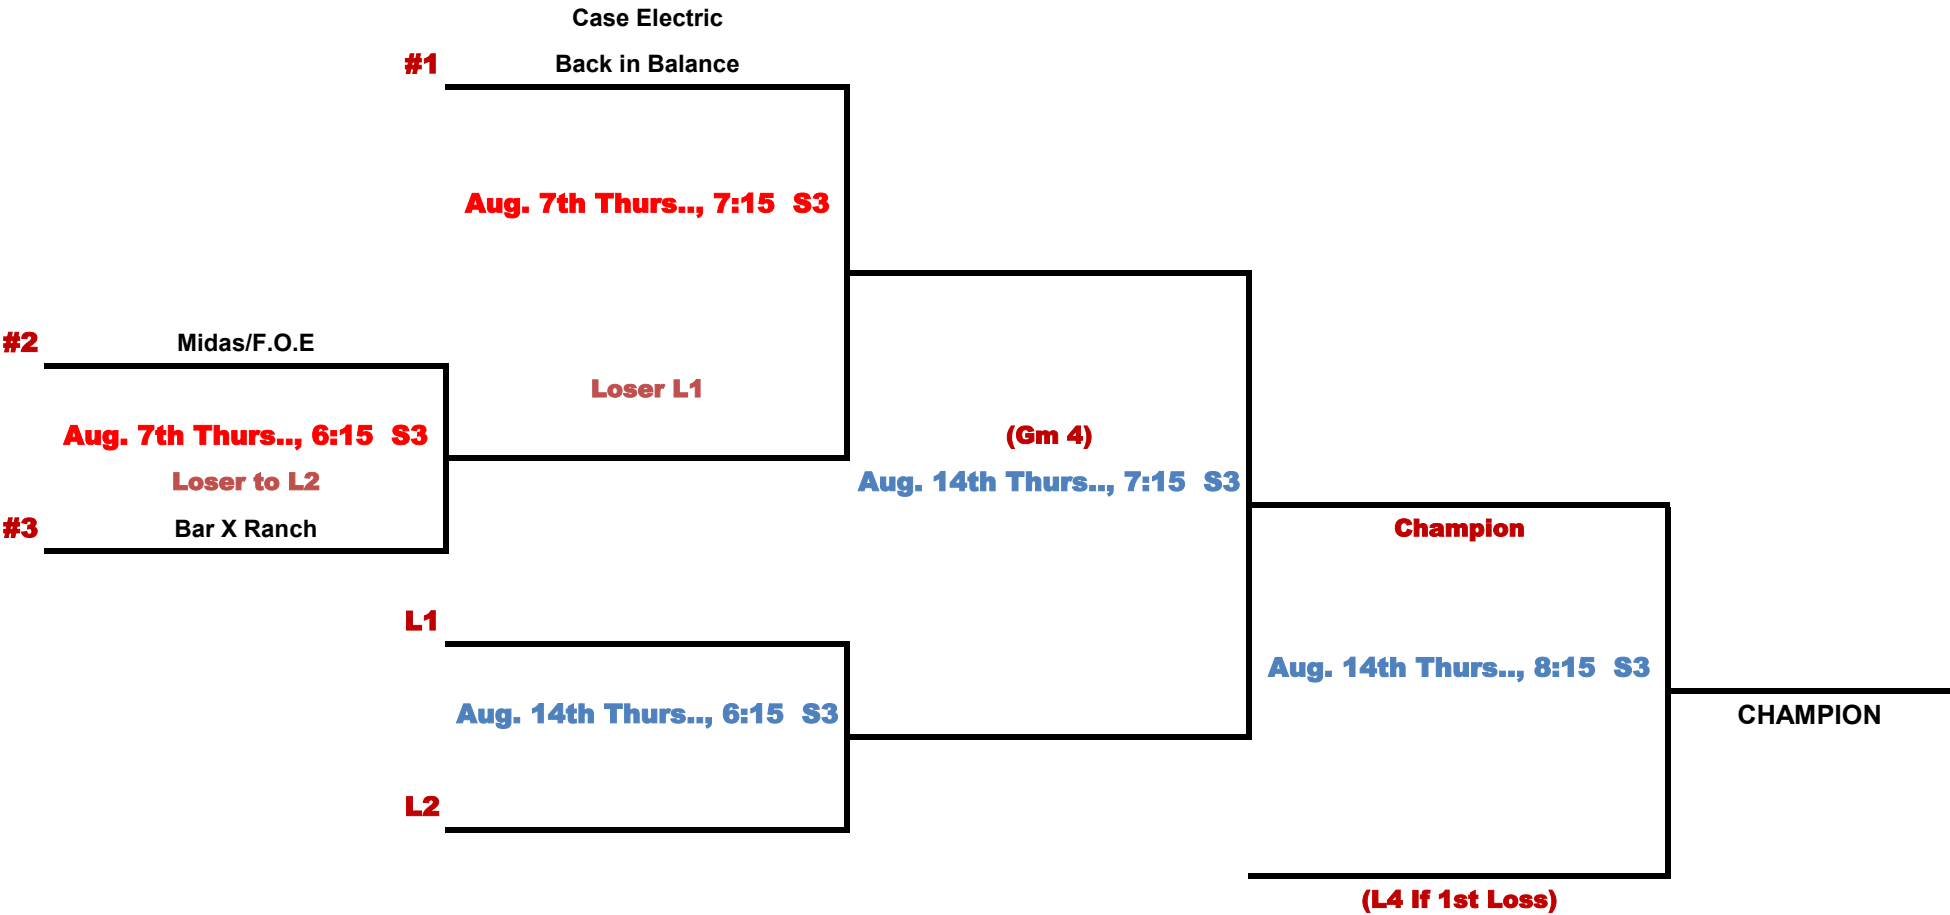 Case Electric
#1 Back in Balance
Aug. 7th Thurs.., 7:15 S3
#2 Midas/F.O.E
Loser L1
Aug. 7th Thurs.., 6:15 S3
(Gm 4)
Loser to L2
Aug. 14th Thurs.., 7:15 S3
#3 Bar X Ranch
Champion
L1
Aug. 14th Thurs.., 8:15 S3
Aug. 14th Thurs.., 6:15 S3
CHAMPION
L2
(L4 If 1st Loss)